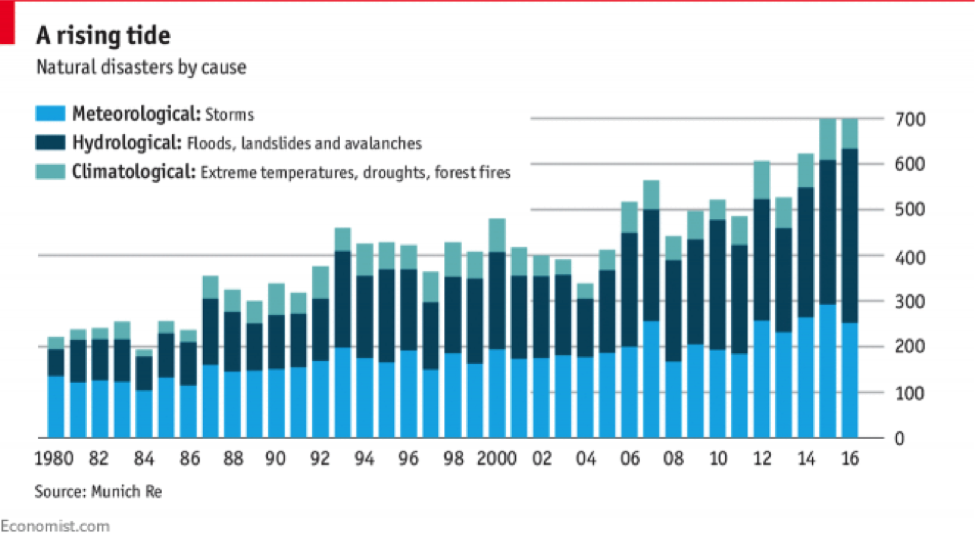 A rising tide
Natural disasters by cause
Meteorological: Storms
Hydrological: Floods, landslides and avalanches
Climatological: Extreme temperatures, droughts, forest fires
700
600
500
400
300
200
100
0
1980 82 84 86 88 90 92 94 96 98 2000 02 04 06 08 10 12 14 16
Source: Munich Re
Economist.com